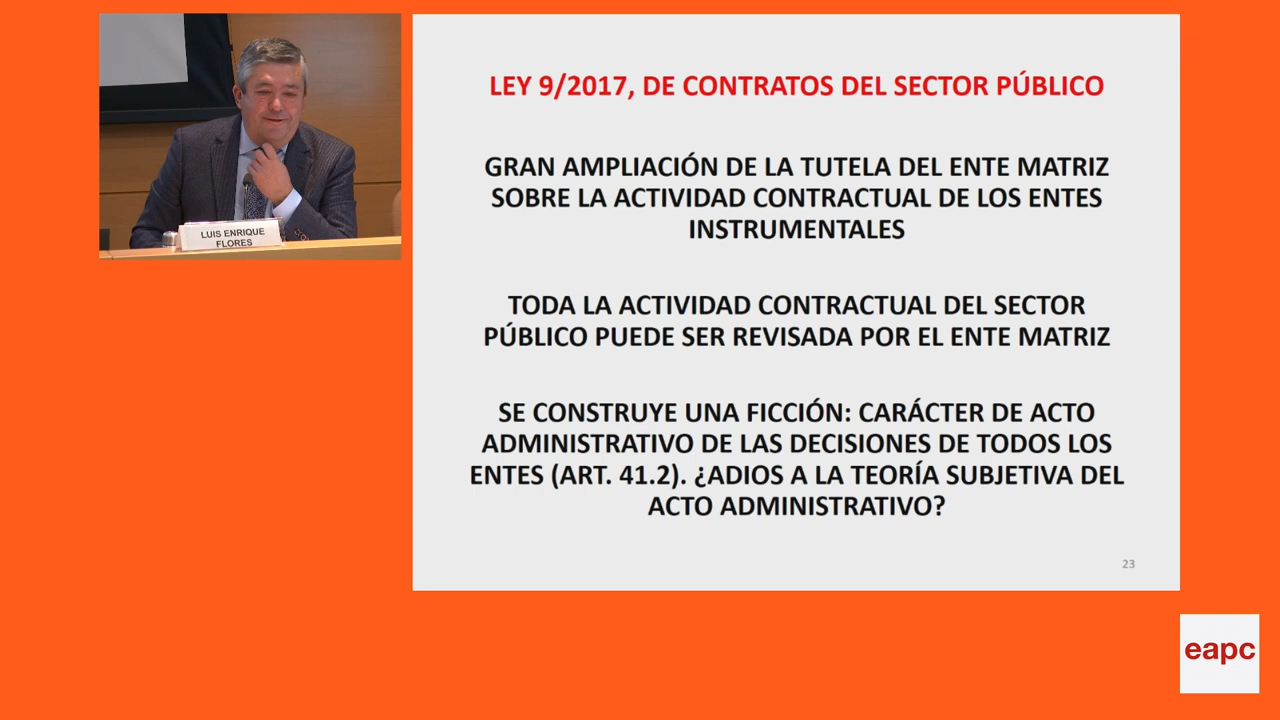 LUIS ENRIQUE
FLORES
LEY 9/2017, DE CONTRATOS DEL SECTOR PÚBLICO
GRAN AMPLIACIÓN DE LA TUTELA DEL ENTE MATRIZ
SOBRE LA ACTIVIDAD CONTRACTUAL DE LOS ENTES
INSTRUMENTALES
TODA LA ACTIVIDAD CONTRACTUAL DEL SECTOR
PÚBLICO PUEDE SER REVISADA POR EL ENTE MATRIZ
SE CONSTRUYE UNA FICCIÓN: CARÁCTER DE ACTO
ADMINISTRATIVO DE LAS DECISIONES DE TODOS LOS
ENTES (ART. 41.2). ¿ADIOS A LA TEORÍA SUBJETIVA DEL
ACTO ADMINISTRATIVO?
23
eapc